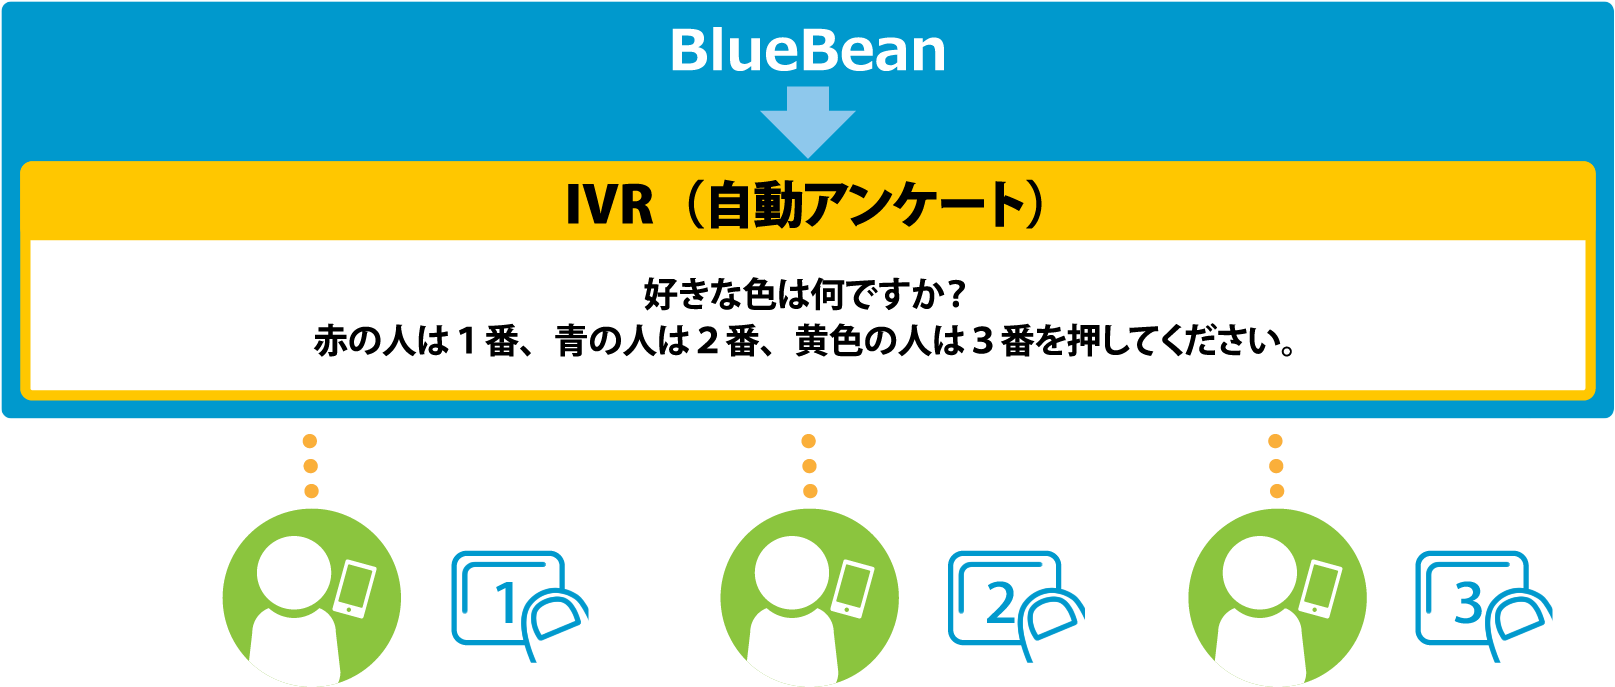 BlueBean
IVR（自動アンケート）
好きな色は何ですか？
赤の人は１番、青の人は２番、黄色の人は３番を押してください。
1
2
3